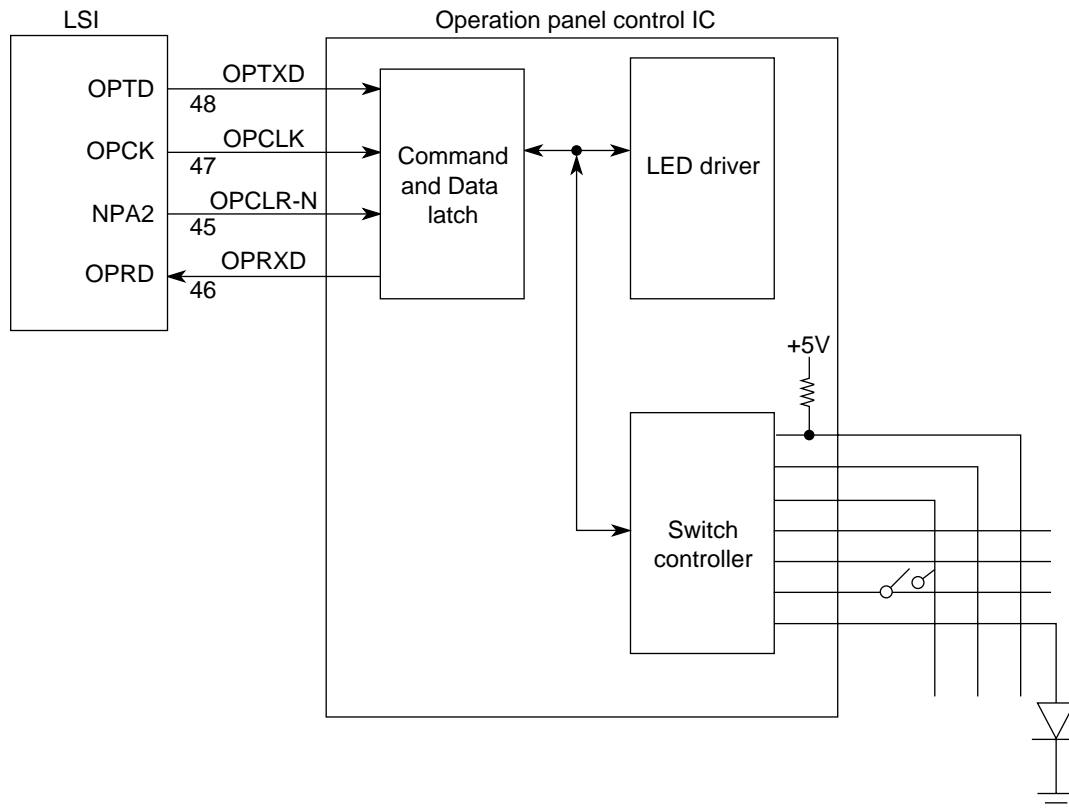 LSI
Operation panel control IC
OPTD
OPTXD
48
OPCK
OPCLK
47
NPA2
OPCLR-N
45
OPRD
OPRXD
46
Command
and Data
latch
LED driver
+5V
Switch
controller